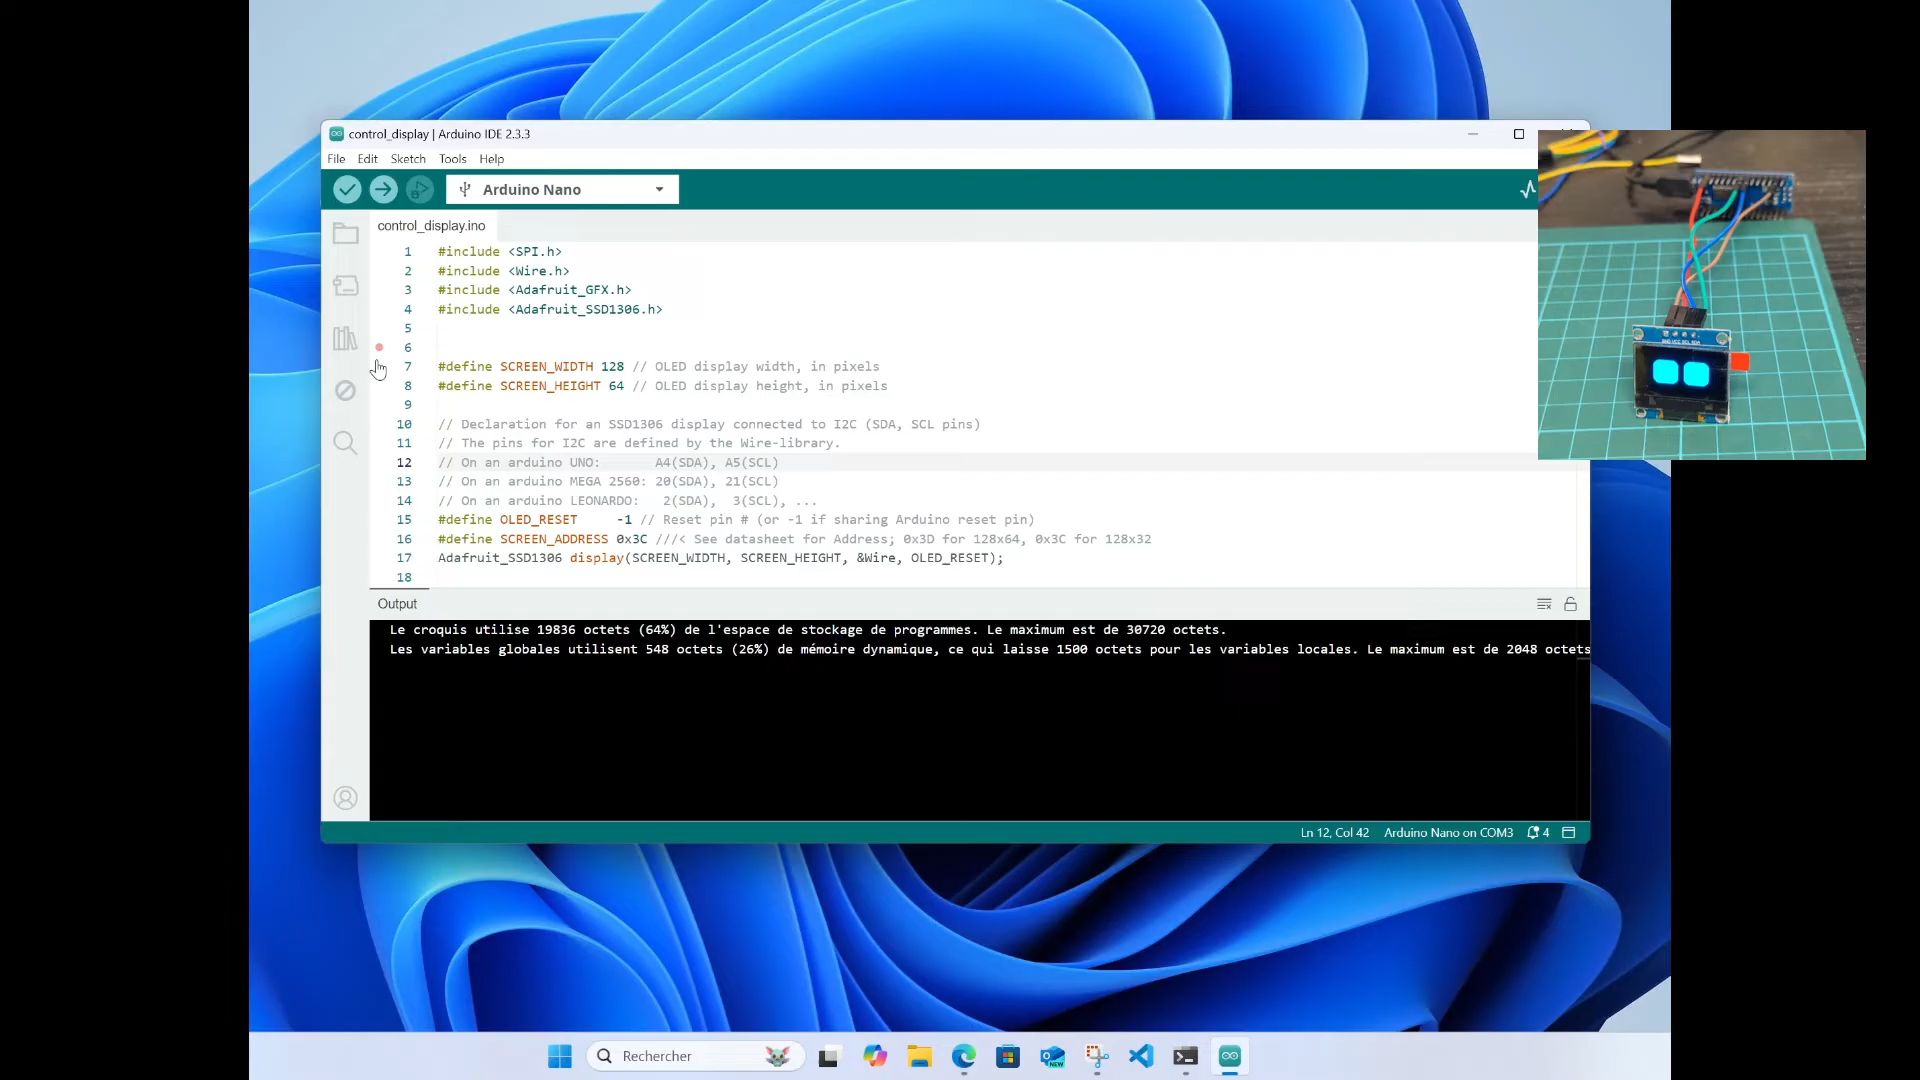 control_display | Arduino IDE 2.3.3
File Edit Sketch Tools Help
Arduino Nano
control_display.ino
1 #include <SPI.h>
2 #include <Wire.h>
3 #include <Adafruit_GFX.h>
4 #include <Adafruit_SSD1306.h>
5
6
7 #define SCREEN_WIDTH 128 // OLED display width, in pixels
8 #define SCREEN_HEIGHT 64 // OLED display height, in pixels
9
10 // Declaration for an SSD1306 display connected to I2C (SDA, SCL pins)
11 // The pins for I2C are defined by the Wire-library.
12 // On an arduino UNO: A4(SDA), A5(SCL)
13 // On an arduino MEGA 2560: 20(SDA), 21(SCL)
14 // On an arduino LEONARDO: 2(SDA), 3(SCL), ...
15 #define OLED_RESET -1 // Reset pin # (or -1 if sharing Arduino reset pin)
16 #define SCREEN_ADDRESS 0x3C ///< See datasheet for Address; 0x3D for 128x64, 0x3C for 128x32
17 Adafruit_SSD1306 display(SCREEN_WIDTH, SCREEN_HEIGHT, &Wire, OLED_RESET);
18
Output
Le croquis utilise 19836 octets (64%) de l'espace de stockage de programmes. Le maximum est de 30720 octets.
Les variables globales utilisent 548 octets (26%) de mémoire dynamique, ce qui laisse 1500 octets pour les variables locales. Le maximum est de 2048 octets
Ln 12, Col 42 Arduino Nano on COM3 4
Rechercher
NEW